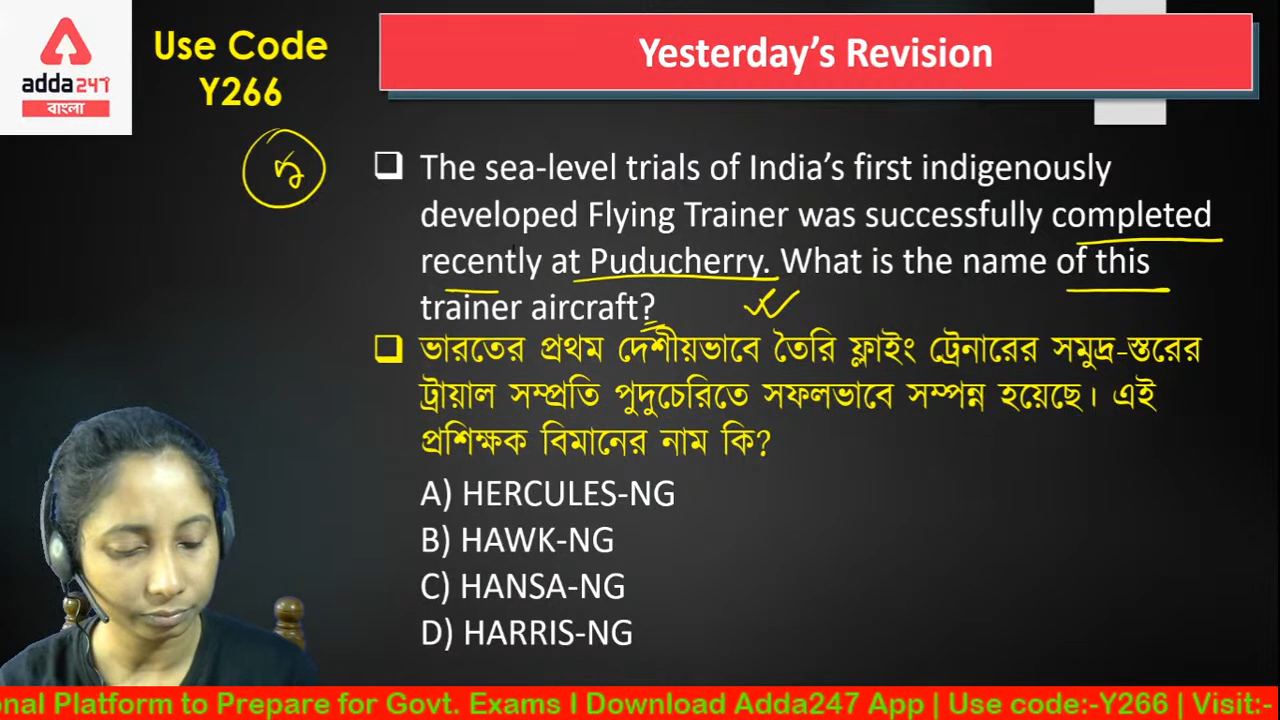 adda247
বাংলা
Use Code
Y266
Yesterday's Revision
The sea-level trials of India's first indigenously
developed Flying Trainer was successfully completed
recently at Puducherry. What is the name of this
trainer aircraft?
ভারতের প্রথম দেশীয়ভাবে তৈরি ফ্লাইং ট্রেনারের সমুদ্র-স্তরের
ট্রায়াল সম্প্রতি পুদুচেরিতে সফলভাবে সম্পন্ন হয়েছে। এই
প্রশিক্ষক বিমানের নাম কি?
A) HERCULES-NG
B) HAWK-NG
C) HANSA-NG
D) HARRIS-NG
onal Platform to Prepare for Govt. Exams I Download Adda247 App | Use code:-Y266 | Visit:-